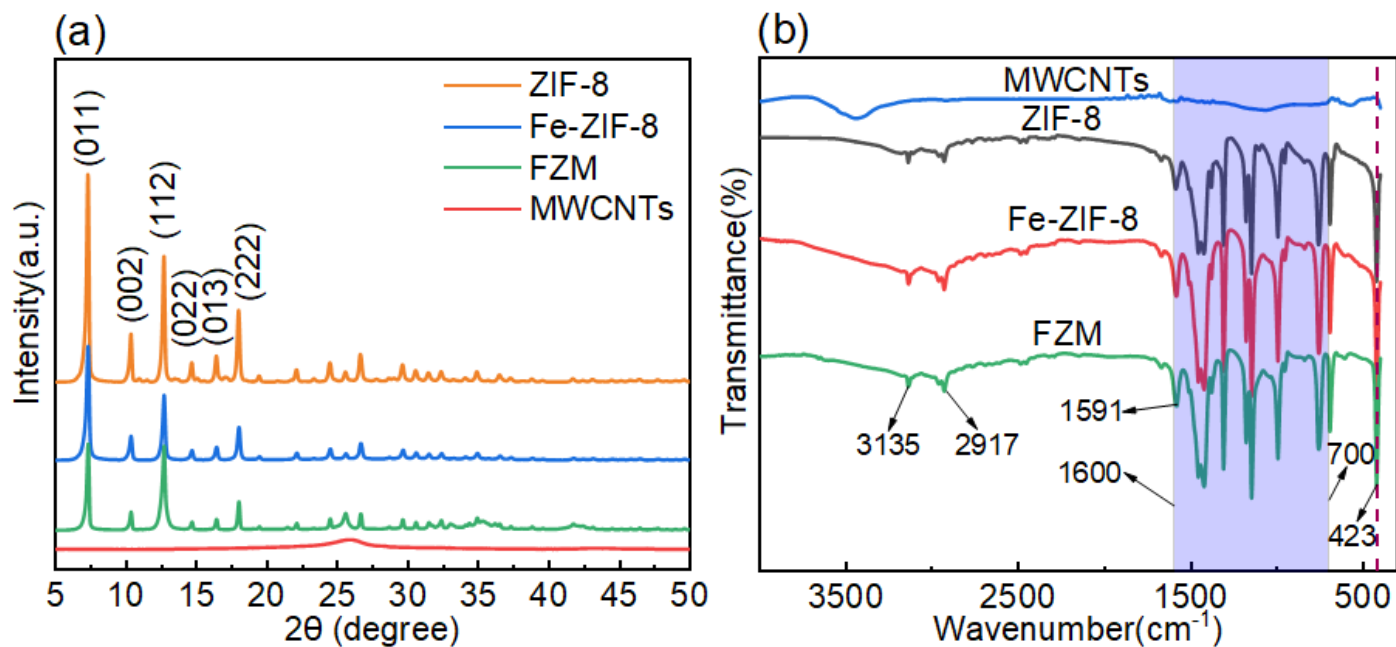 (a)
ZIF-8
Fe-ZIF-8
FZM
MWCNTs
(011)
(002)
(112)
(022)
(013)
(222)
Intensity(a.u.)
5 10 15 20 25 30 35 40 45 50
2θ (degree)
(b)
MWCNTs
ZIF-8
Fe-ZIF-8
FZM
3135
2917
1591
1600
700
423
Transmittance(%)
3500 2500 1500 500
Wavenumber(cm⁻¹)